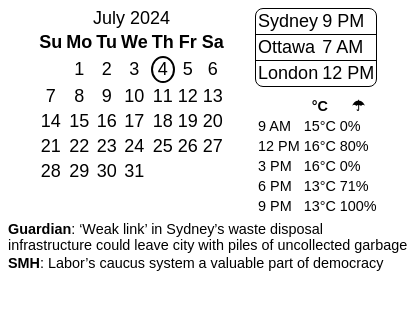 July 2024
Su Mo Tu We Th Fr Sa
1 2 3 4 5 6
7 8 9 10 11 12 13
14 15 16 17 18 19 20
21 22 23 24 25 26 27
28 29 30 31
Sydney 9 PM
Ottawa 7 AM
London 12 PM
°C ☂
9 AM 15°C 0%
12 PM 16°C 80%
3 PM 16°C 0%
6 PM 13°C 71%
9 PM 13°C 100%
Guardian: ‘Weak link’ in Sydney’s waste disposal
infrastructure could leave city with piles of uncollected garbage
SMH: Labor’s caucus system a valuable part of democracy